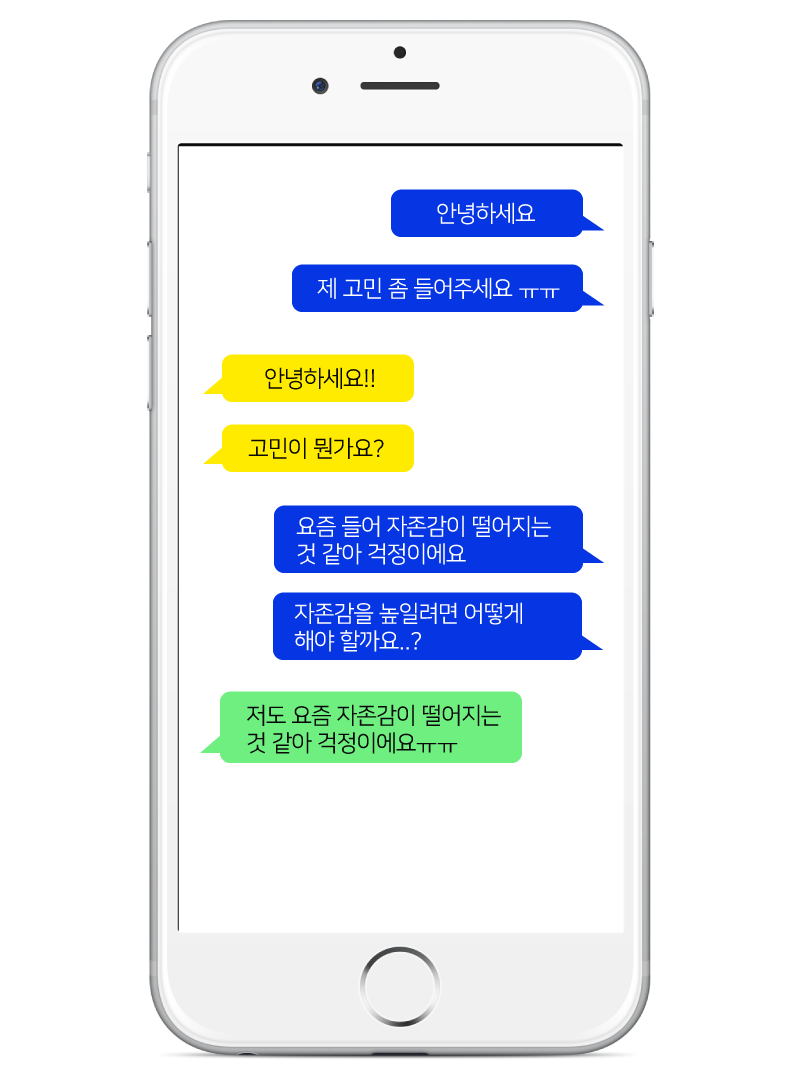 안녕하세요
제 고민 좀 들어주세요 ㅠㅠ
안녕하세요!!
고민이 뭔가요?
요즘 들어 자존감이 떨어지는
것 같아 걱정이에요
자존감을 높일려면 어떻게
해야 할까요..?
저도 요즘 자존감이 떨어지는
것 같아 걱정이에요ㅠㅠ